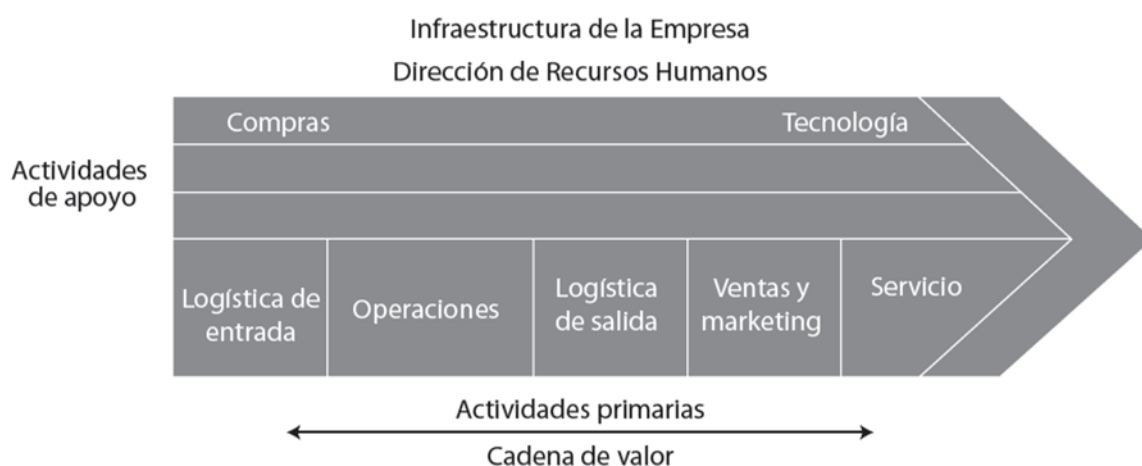 Infraestructura de la Empresa
Dirección de Recursos Humanos
Compras
Tecnología
Actividades
de apoyo
Logística de
entrada
Operaciones
Logística
de salida
Ventas y
marketing
Servicio
Actividades primarias
Cadena de valor